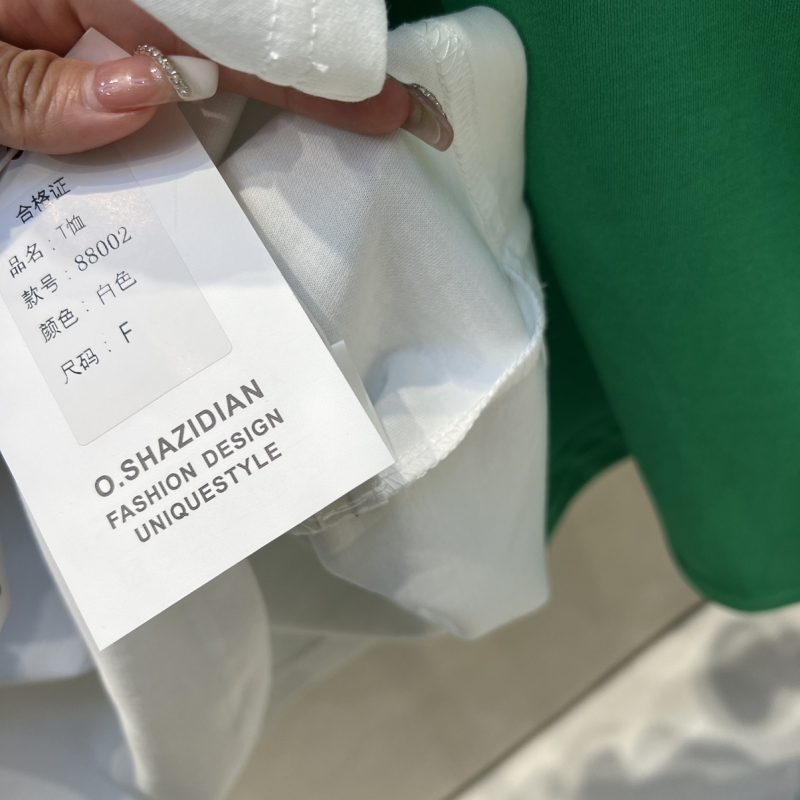 合格证
品名：T恤
款号：88002
颜色：白色
尺码：F
O.SHAZIDIAN
FASHION DESIGN
UNIQUESTYLE